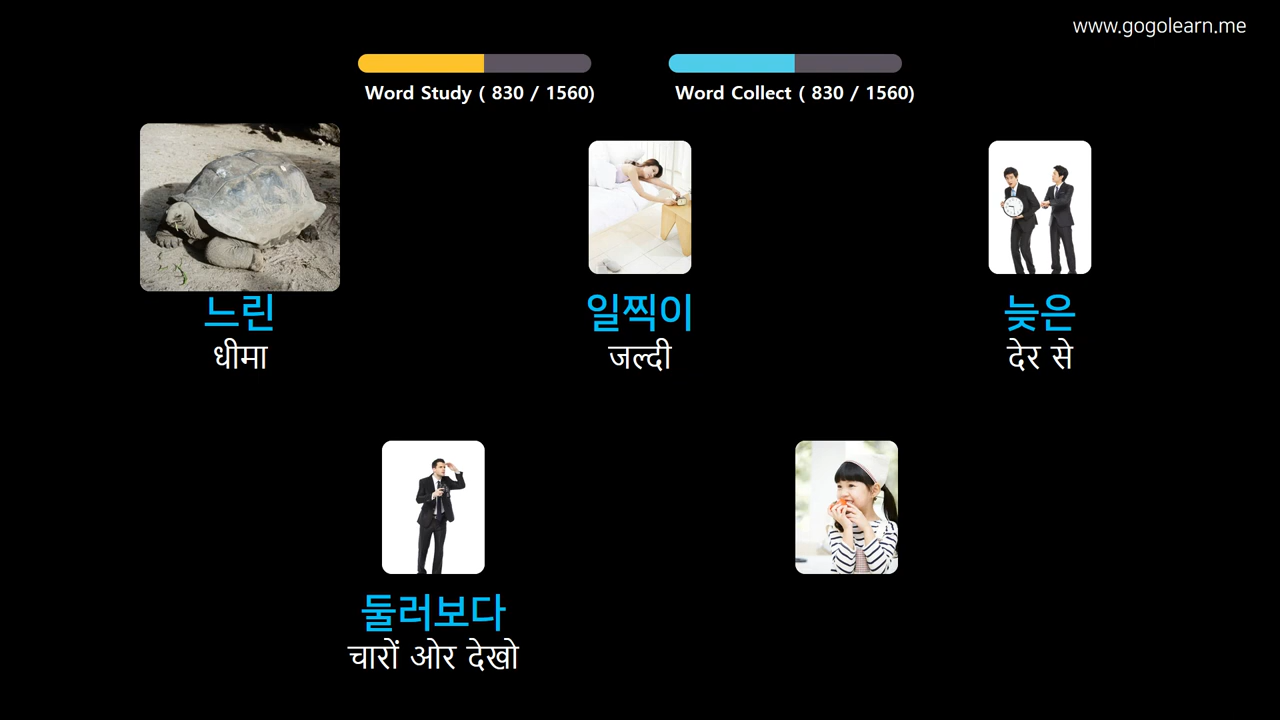 www.gogolearn.me
Word Study ( 830 / 1560)
Word Collect ( 830 / 1560)
느린
धीमा
일찍이
जल्दी
늦은
देर से
둘러보다
चारों ओर देखो